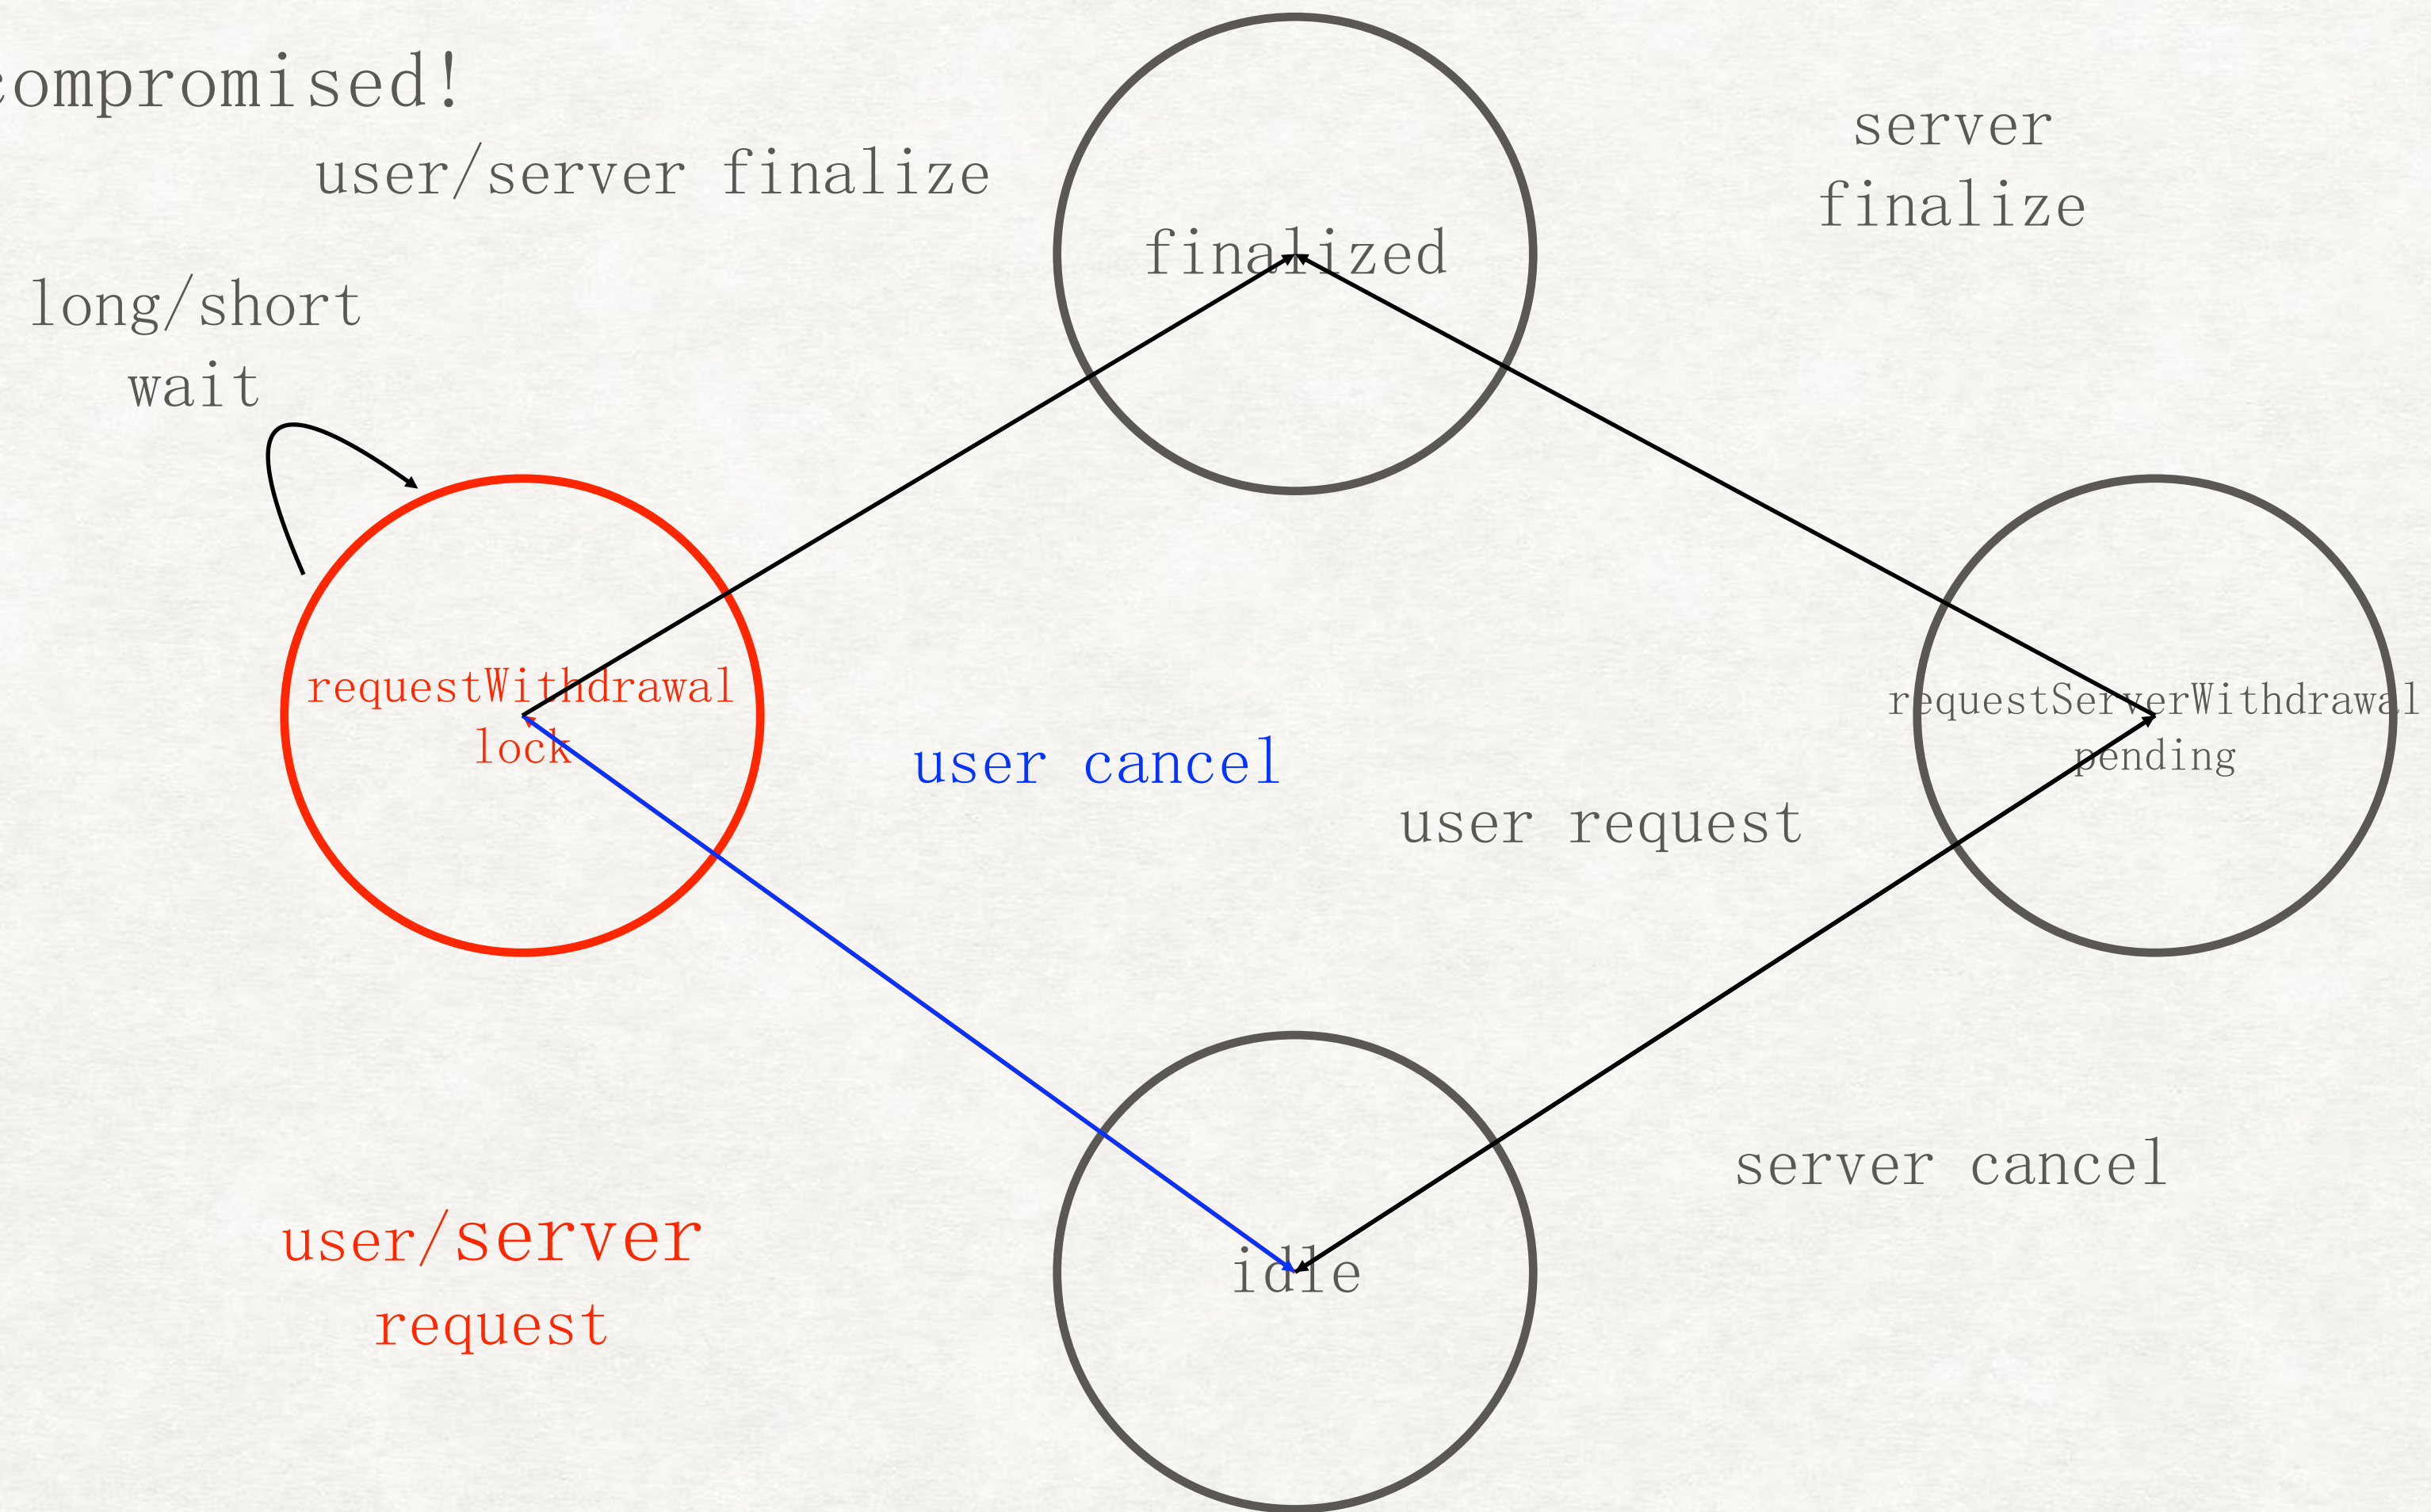 compromised!
user/server finalize
server
finalize
finalized
long/short
wait
requestWithdrawal
lock
requestServerWithdrawal
pending
user cancel
user request
server cancel
user/server
request
idle